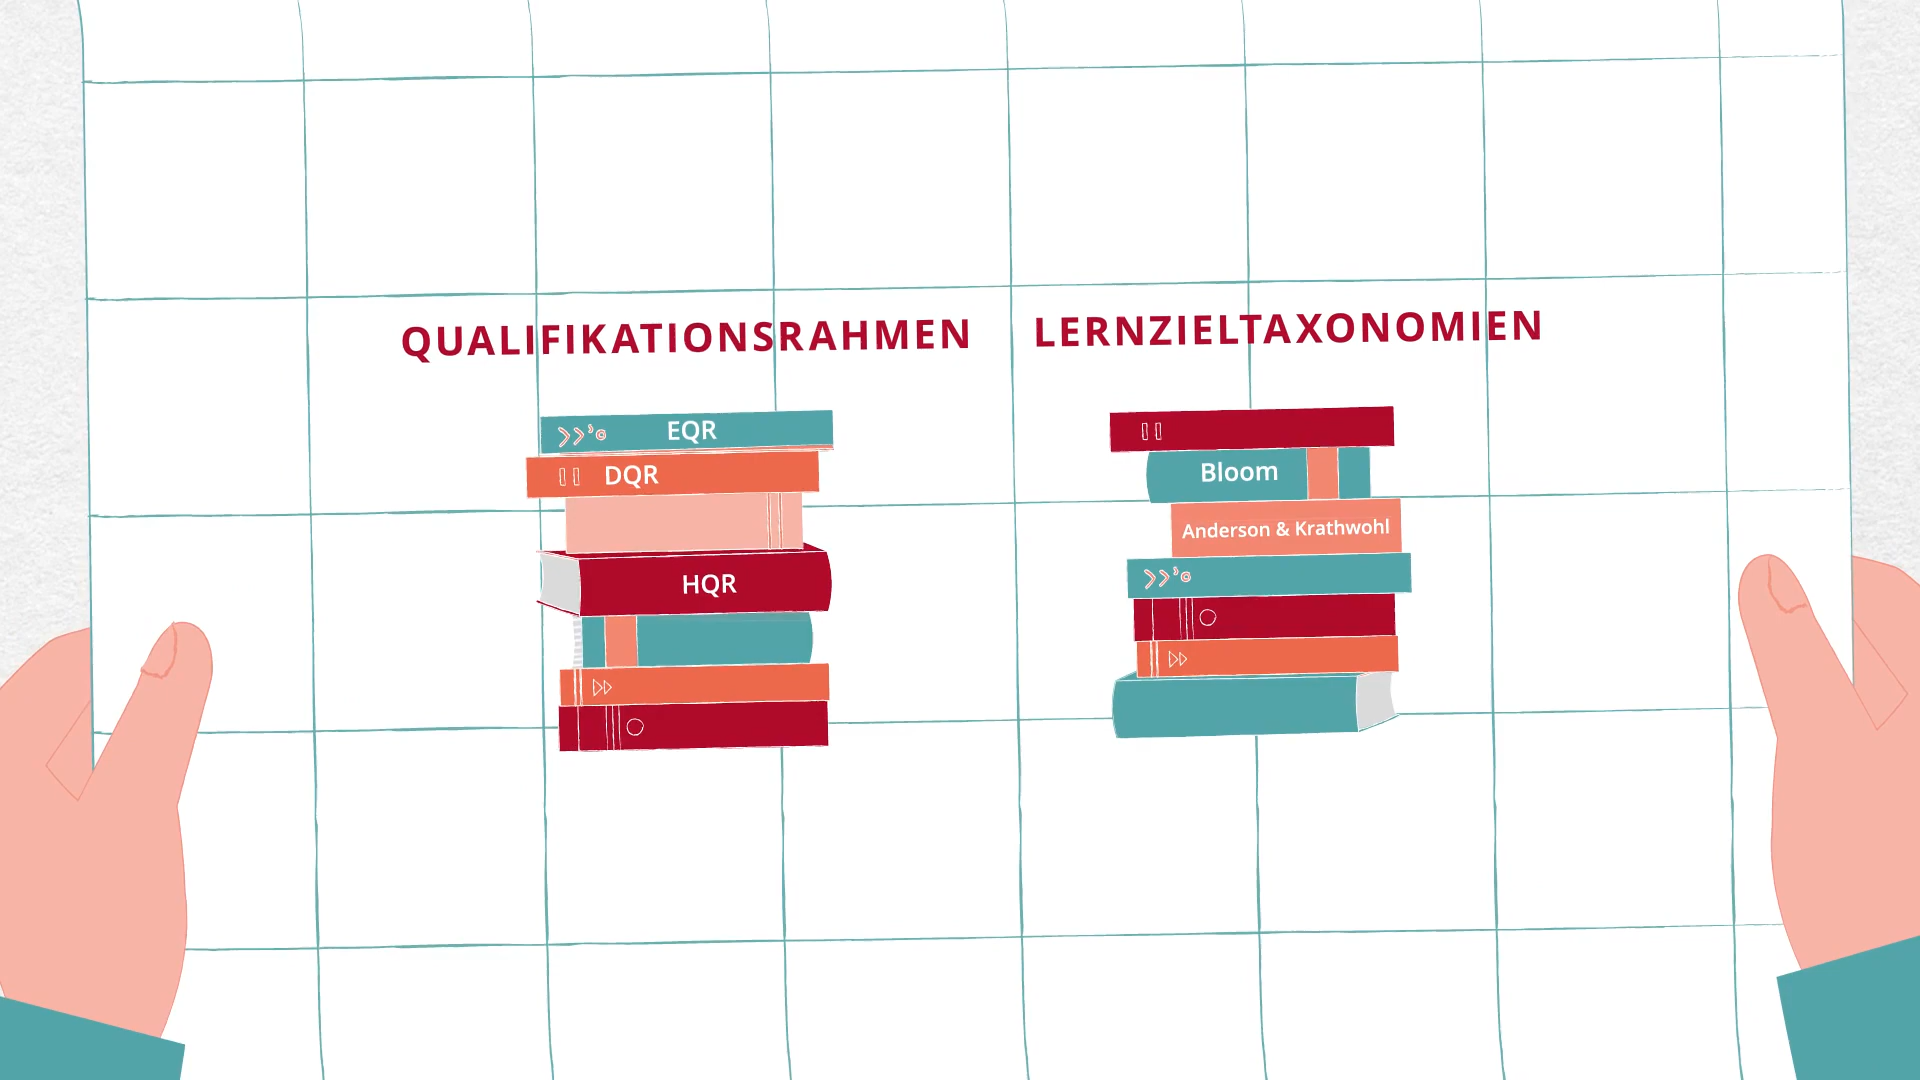 QUALIFIKATIONSRAHMEN
EQR
DQR
HQR
LERNZIELTAXONOMIEN
Bloom
Anderson & Krathwohl